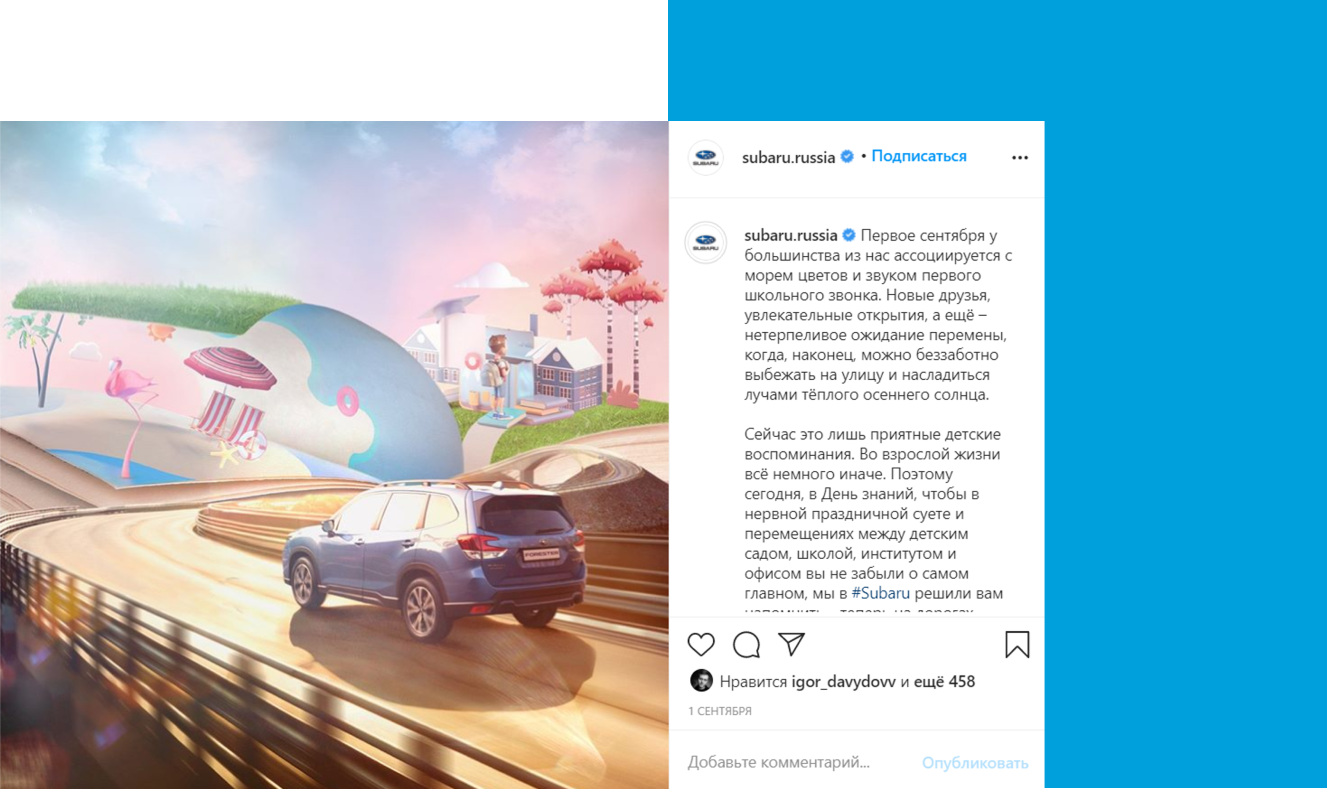 FORESTER
SUBARU
subaru.russia • Подписаться
SUBARU
subaru.russia Первое сентября у
большинства из нас ассоциируется с
морем цветов и звуком первого
школьного звонка. Новые друзья,
увлекательные открытия, а ещё –
нетерпеливое ожидание перемены,
когда, наконец, можно беззаботно
выбежать на улицу и насладиться
лучами тёплого осеннего солнца.
Сейчас это лишь приятные детские
воспоминания. Во взрослой жизни
всё немного иначе. Поэтому
сегодня, в День знаний, чтобы в
нервной праздничной суете и
перемещениях между детским
садом, школой, институтом и
офисом вы не забыли о самом
главном, мы в #Subaru решили вам
Нравится igor_davydovv и ещё 458
1 СЕНТЯБРЯ
Добавьте комментарий... Опубликовать